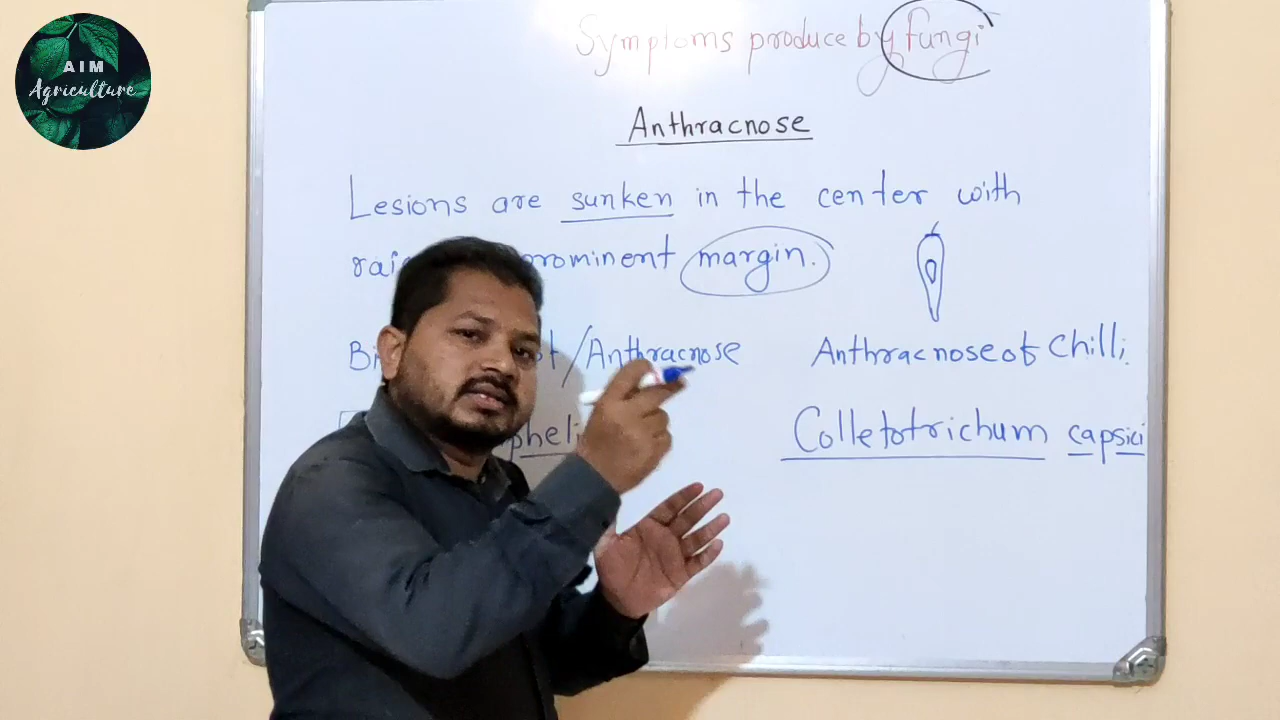 AIM
Agriculture
Symptoms produce by fungi
Anthracnose
Lesions are sunken in the center with
prominent margin.
/Anthracnose
Anthracnose of Chilli
Colletotrichum capsici